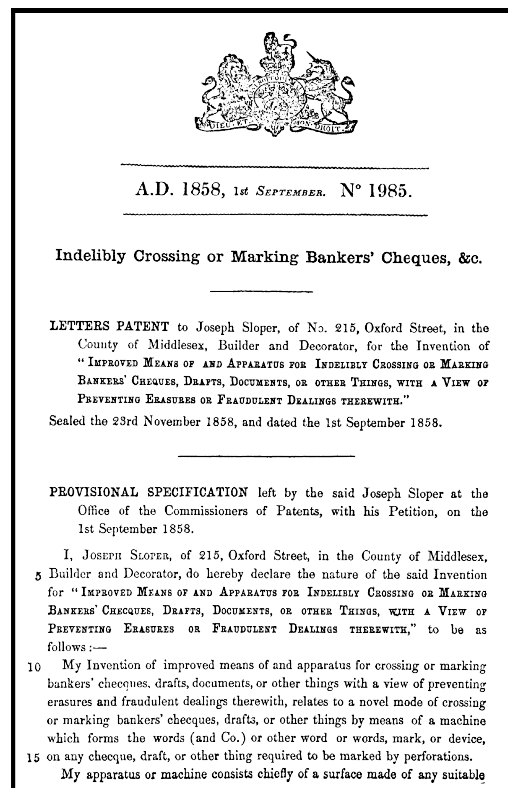 DIEU ET MON DROIT.
A.D. 1858, 1st SEPTEMBER. Nº 1985.
Indelibly Crossing or Marking Bankers' Cheques, &c.
LETTERS PATENT to Joseph Sloper, of No. 215, Oxford Street, in the
County of Middlesex, Builder and Decorator, for the Invention of
"IMPROVED MEANS OF AND APPARATUS FOR INDELIBLY CROSSING OR MARKING
BANKERS' CHEQUES, DRAFTS, DOCUMENTS, OR OTHER THINGS, WITH A VIEW OF
PREVENTING ERASURES OR FRAUDULENT DEALINGS THEREWITH."
Sealed the 23rd November 1858, and dated the 1st September 1858.
PROVISIONAL SPECIFICATION left by the said Joseph Sloper at the
Office of the Commissioners of Patents, with his Petition, on the
1st September 1858.
I, JOSEPH SLOPER, of 215, Oxford Street, in the County of Middlesex,
5 Builder and Decorator, do hereby declare the nature of the said Invention
for "IMPROVED MEANS OF AND APPARATUS FOR INDELIBLY CROSSING OR MARKING
BANKERS' CHECQUES, DRAFTS, DOCUMENTS, OR OTHER THINGS, WITH A VIEW OF
PREVENTING ERASURES OR FRAUDULENT DEALINGS THEREWITH," to be as
follows:—
10 My Invention of improved means of and apparatus for crossing or marking
bankers' checques, drafts, documents, or other things with a view of preventing
erasures and fraudulent dealings therewith, relates to a novel mode of crossing
or marking bankers' checques, drafts, or other things by means of a machine
which forms the words (and Co.) or other word or words, mark, or device,
15 on any checque, draft, or other thing required to be marked by perforations.
My apparatus or machine consists chiefly of a surface made of any suitable